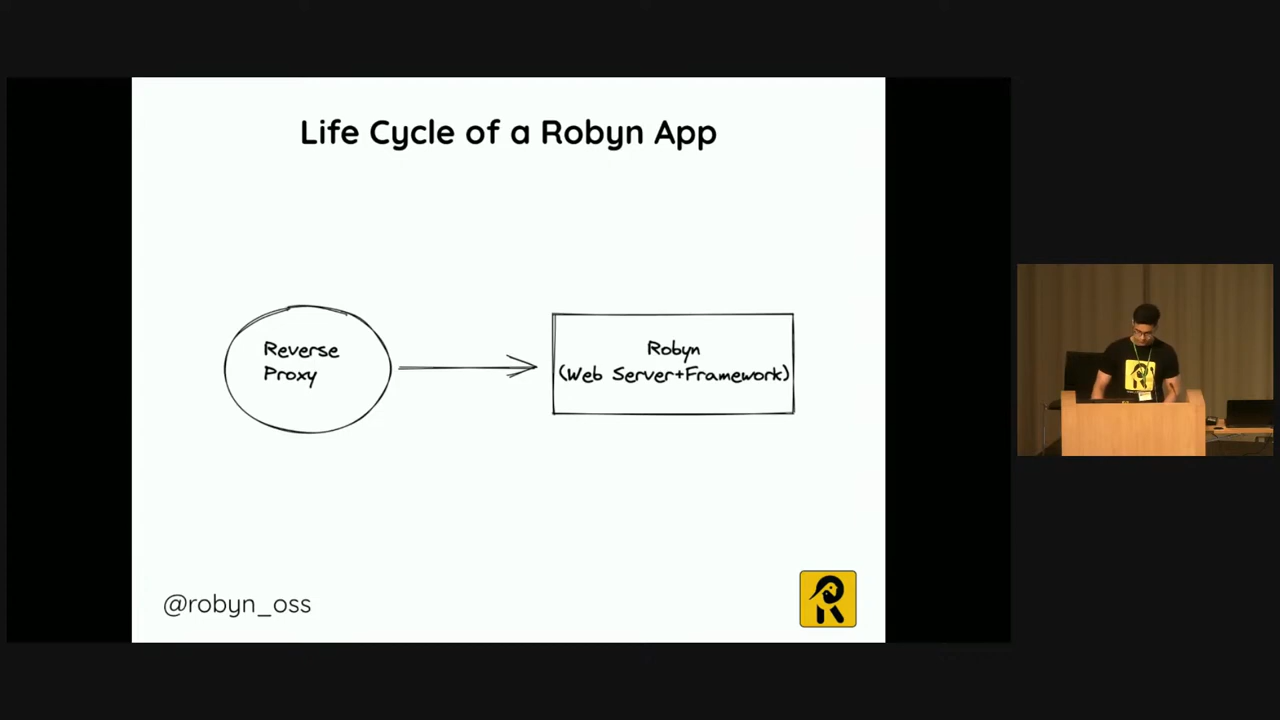 Life Cycle of a Robyn App
Reverse
Proxy
Robyn
(Web Server+Framework)
@robyn_oss
R